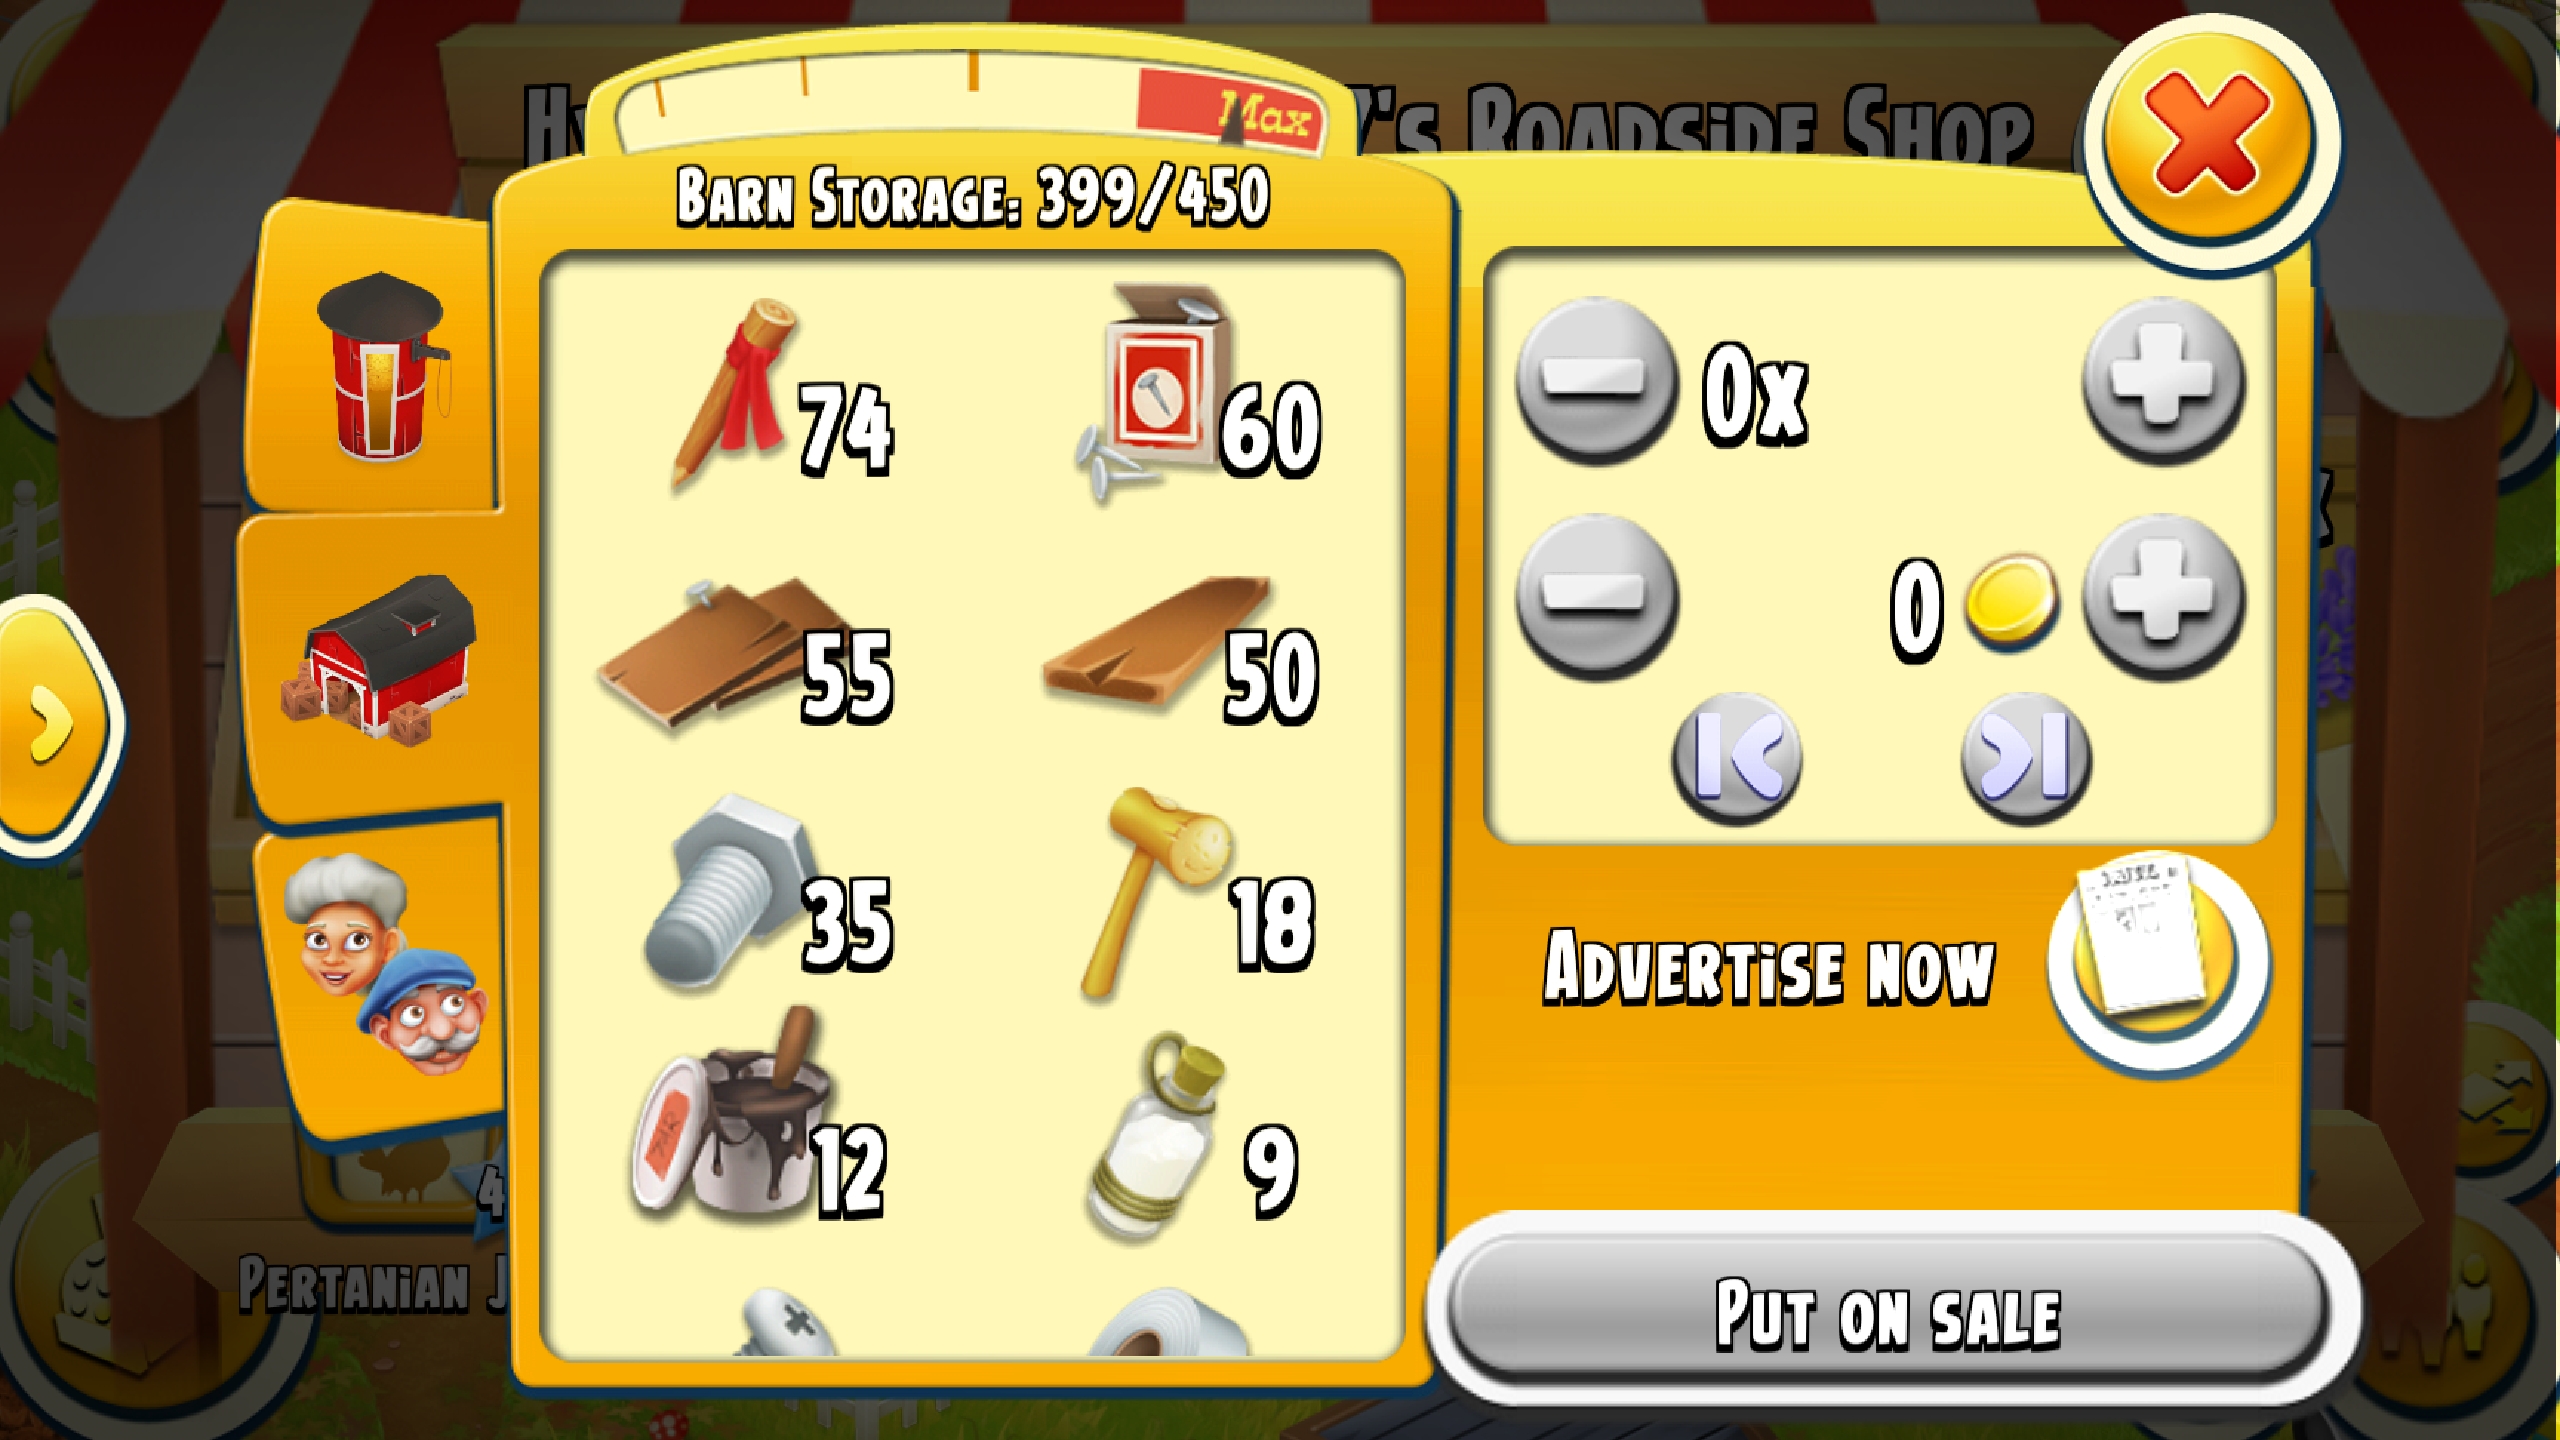 's Roadside Shop
Max
Barn Storage: 399/450
74
60
0x
55
50
0
35
18
Advertise now
12
9
4
Pertanian
Put on sale